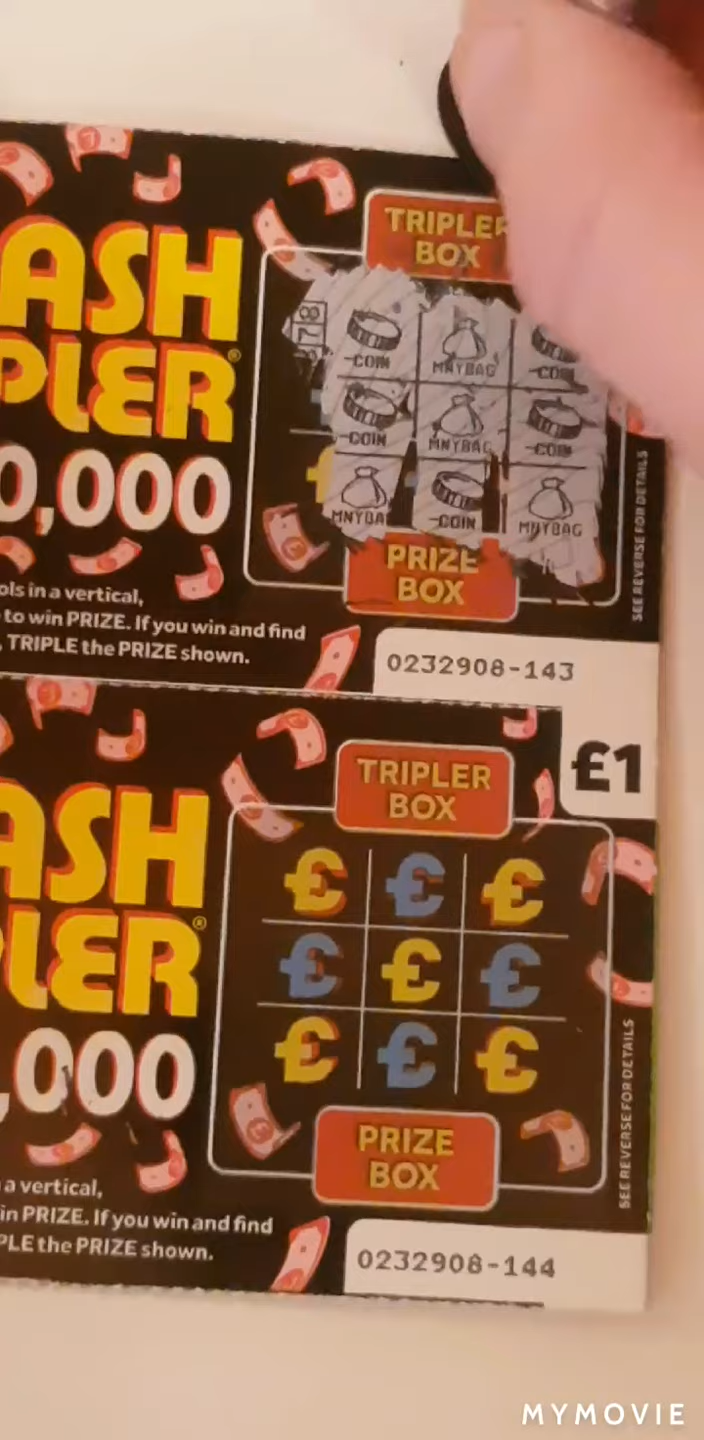 TRIPLER
BOX
ASH
PLER®
0,000
COIN MNYBAG COIN
COIN MNYBAG COIN
MNYBA COIN MNYBAG
PRIZE
BOX
SEE REVERSE FOR DETAILS
ols in a vertical,
to win PRIZE. If you win and find
, TRIPLE the PRIZE shown.
0232908-143
£1
TRIPLER
BOX
ASH
LER®
,000
£ £ £
£ £ £
£ £ £
PRIZE
BOX
SEE REVERSE FOR DETAILS
a vertical,
in PRIZE. If you win and find
PLE the PRIZE shown.
0232908-144
MYMOVIE